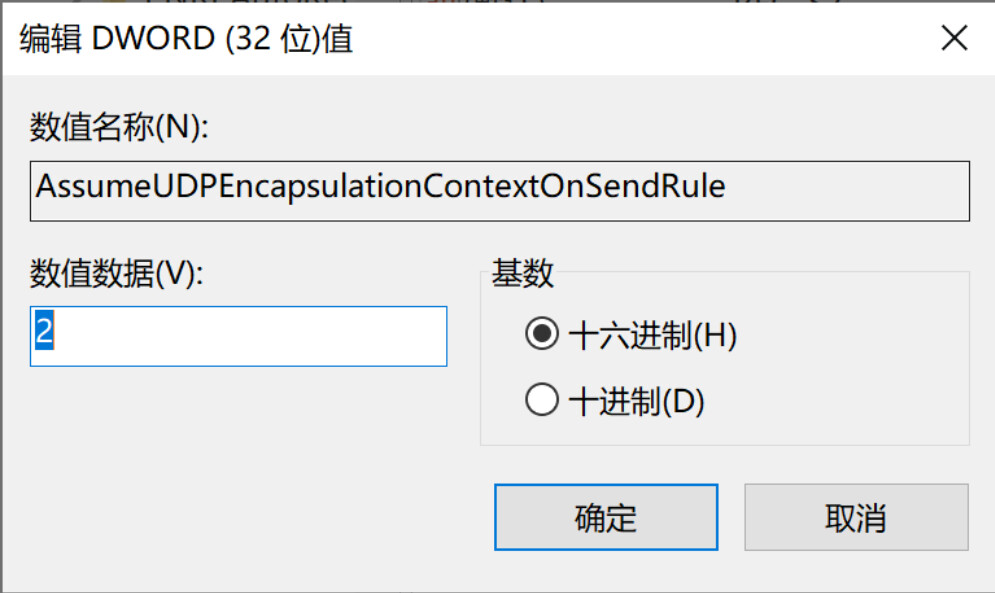 编辑 DWORD (32 位)值
数值名称(N):
AssumeUDPEncapsulationContextOnSendRule
数值数据(V):
2
基数
十六进制(H)
十进制(D)
确定
取消